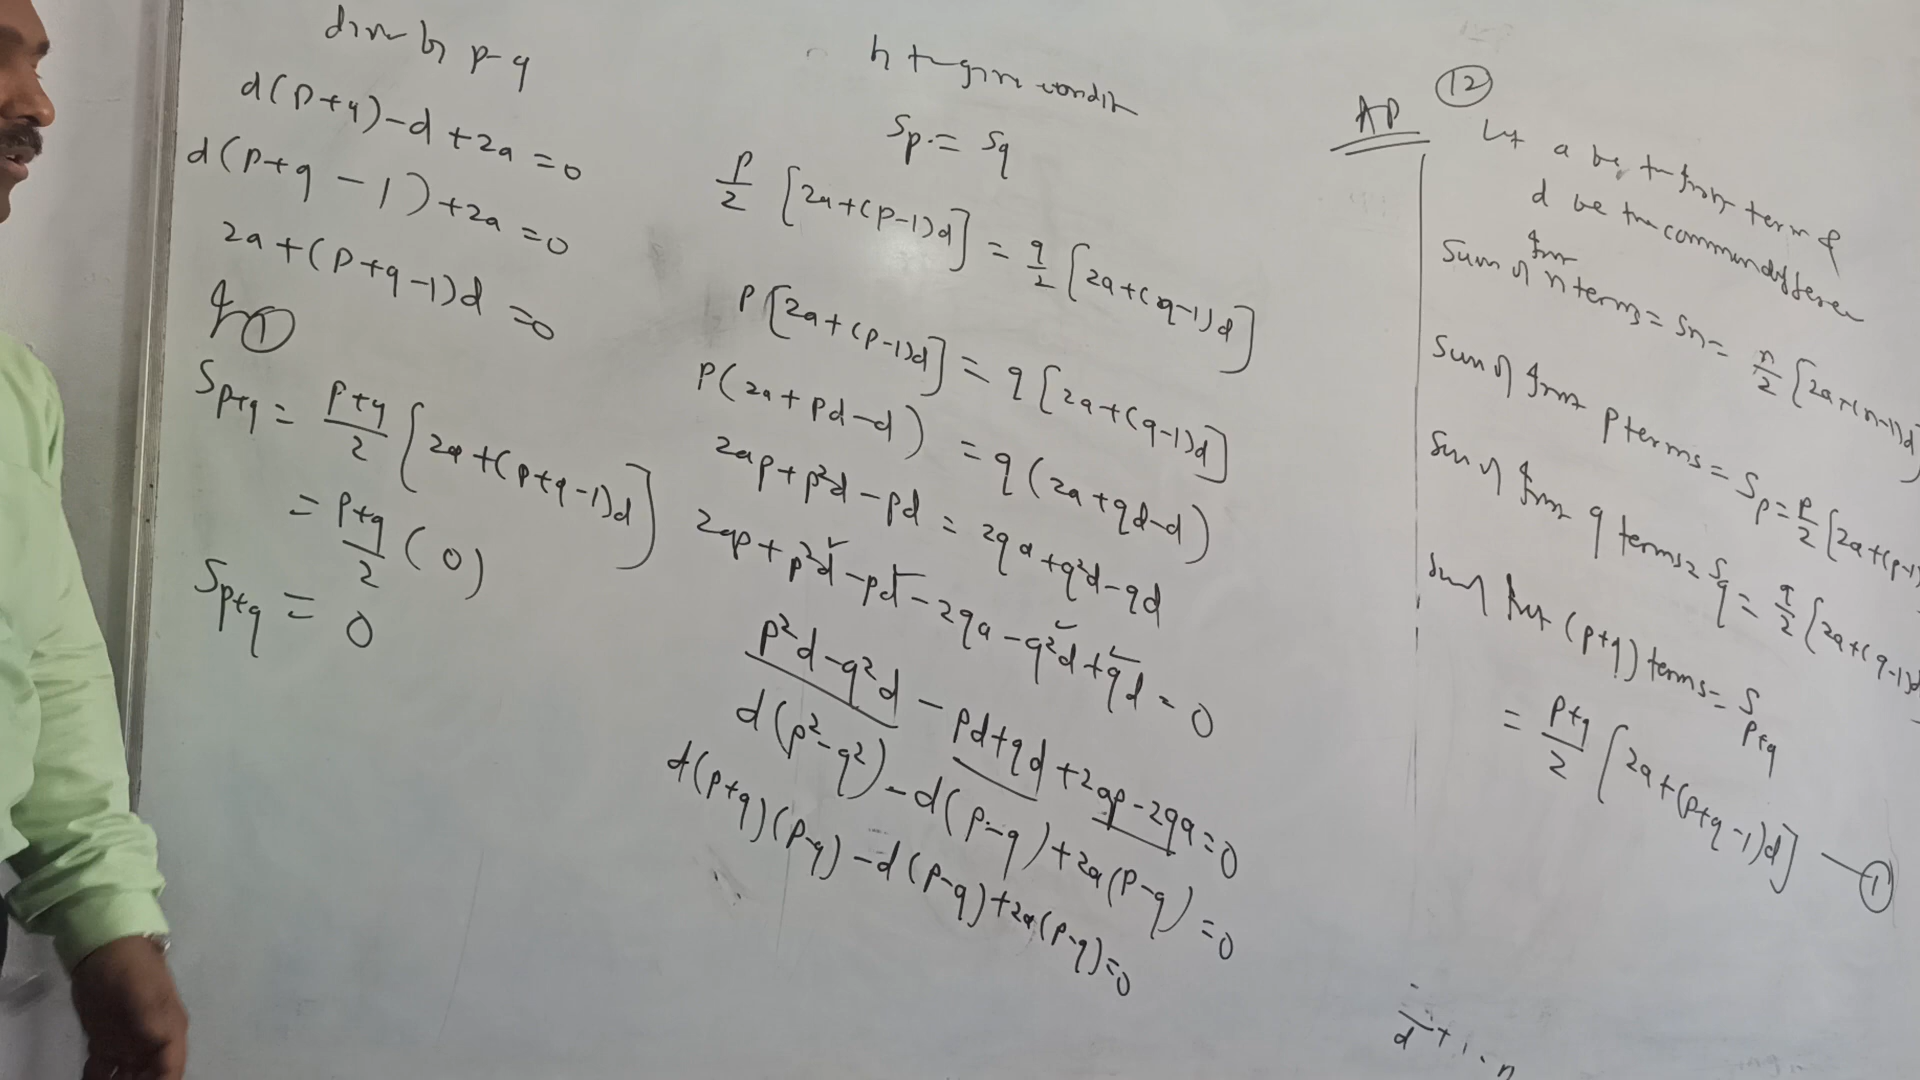 AP
12
Let a be the first term &
d be the common difference
Sum of first n terms = Sn = n/2 [2a+(n-1)d]
Sum of first p terms = Sp = p/2 [2a+(p-1)
Sum of first q terms = Sq = q/2 [2a+(q-1)d
Sum of first (p+q) terms = Sp+q
= p+q/2 [2a+(p+q-1)d] — 1
given condit
Sp = Sq
p/2 [2a+(p-1)d] = q/2 [2a+(q-1)d]
p[2a+(p-1)d] = q[2a+(q-1)d]
p(2a+pd-d) = q(2a+qd-d)
2ap+p²d-pd = 2qa+q²d-qd
2ap+p²d-pd-2qa-q²d+qd=0
p²d-q²d-pd+qd+2ap-2qa=0
d(p²-q²)-d(p-q)+2a(p-q)=0
d(p+q)(p-q)-d(p-q)+2a(p-q)=0
by p-q
d(p+q)-d+2a=0
d(p+q-1)+2a=0
2a+(p+q-1)d=0
1
Sp+q = p+q/2 [2a+(p+q-1)d]
= p+q/2 (0)
Sp+q = 0